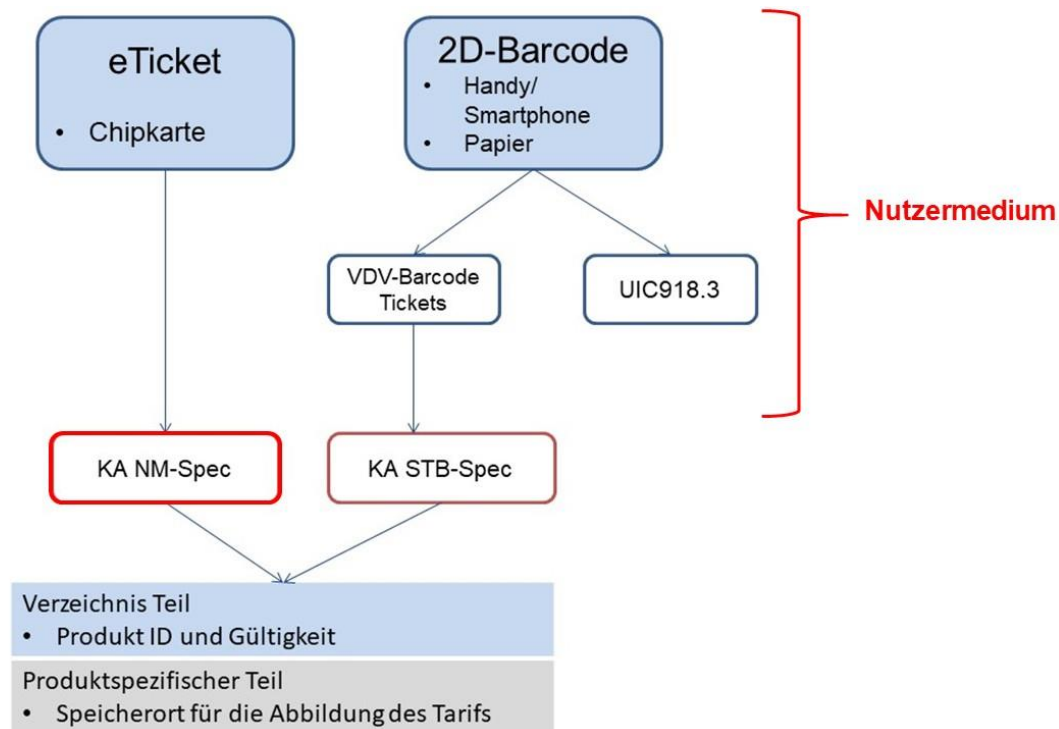 eTicket
• Chipkarte
2D-Barcode
• Handy/
Smartphone
• Papier
Nutzermedium
VDV-Barcode
Tickets
UIC918.3
KA NM-Spec
KA STB-Spec
Verzeichnis Teil
• Produkt ID und Gültigkeit
Produktspezifischer Teil
• Speicherort für die Abbildung des Tarifs